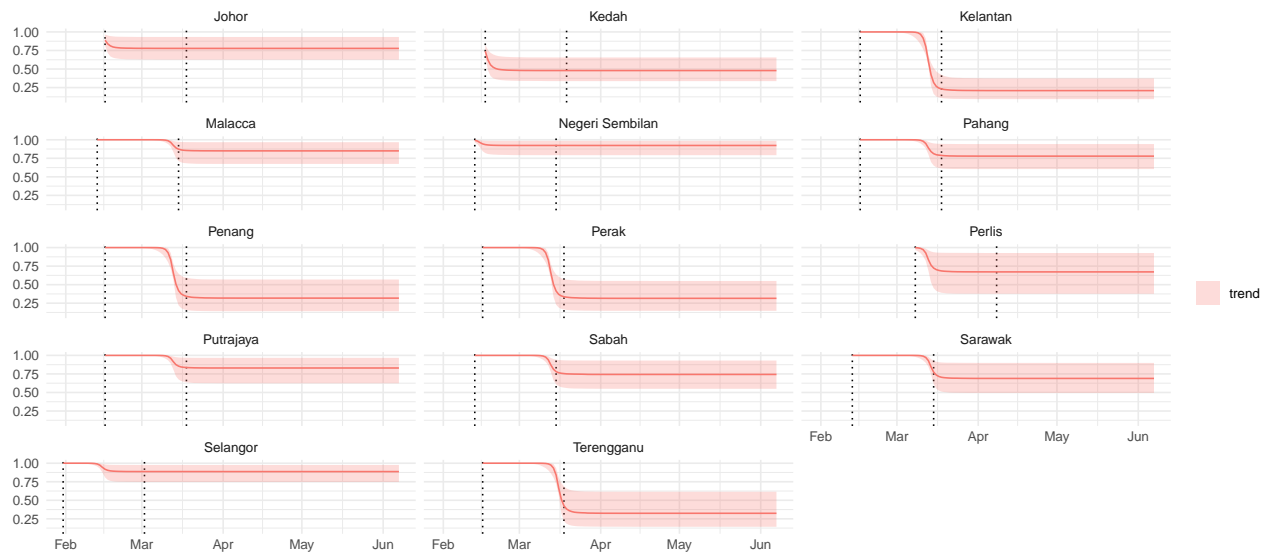 Johor Kedah Kelantan
1.00
0.75
0.50
0.25
Malacca Negeri Sembilan Pahang
1.00
0.75
0.50
0.25
Penang Perak Perlis
1.00
0.75
0.50
0.25
trend
Putrajaya Sabah Sarawak
1.00
0.75
0.50
0.25
Feb Mar Apr May Jun
Selangor Terengganu
1.00
0.75
0.50
0.25
Feb Mar Apr May Jun Feb Mar Apr May Jun